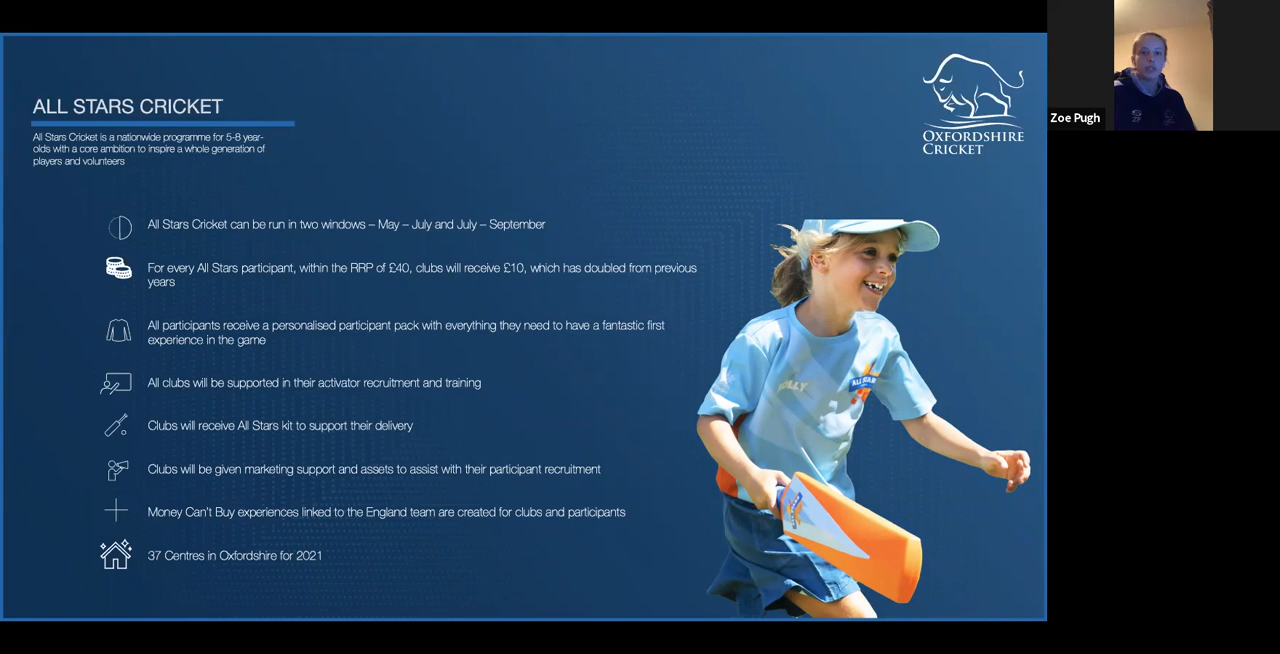 ALL STARS CRICKET
All Stars Cricket is a nationwide programme for 5-8 year-
olds with a core ambition to inspire a whole generation of
players and volunteers
OXFORDSHIRE
CRICKET
Zoe Pugh
All Stars Cricket can be run in two windows – May – July and July – September
For every All Stars participant, within the RRP of £40, clubs will receive £10, which has doubled from previous
years
All participants receive a personalised participant pack with everything they need to have a fantastic first
experience in the game
All clubs will be supported in their activator recruitment and training
Clubs will receive All Stars kit to support their delivery
Clubs will be given marketing support and assets to assist with their participant recruitment
Money Can't Buy experiences linked to the England team are created for clubs and participants
37 Centres in Oxfordshire for 2021